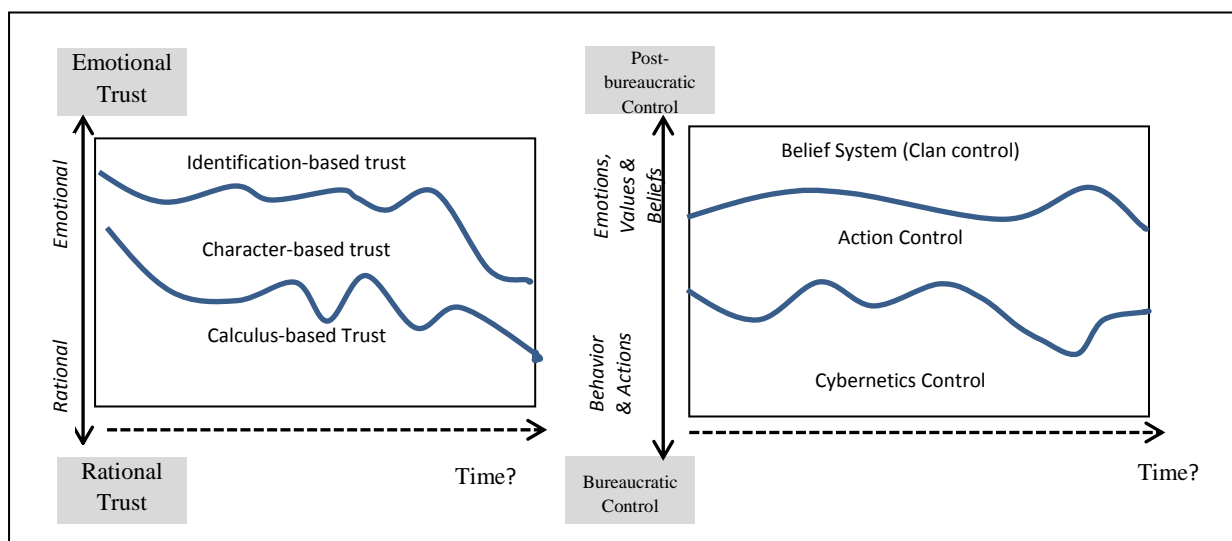 Emotional
Trust
Emotional
Rational
Identification-based trust
Character-based trust
Calculus-based Trust
Rational
Trust
Time?
Post-
bureaucratic
Control
Emotions,
Values &
Beliefs
Behavior
& Actions
Belief System (Clan control)
Action Control
Cybernetics Control
Bureaucratic
Control
Time?